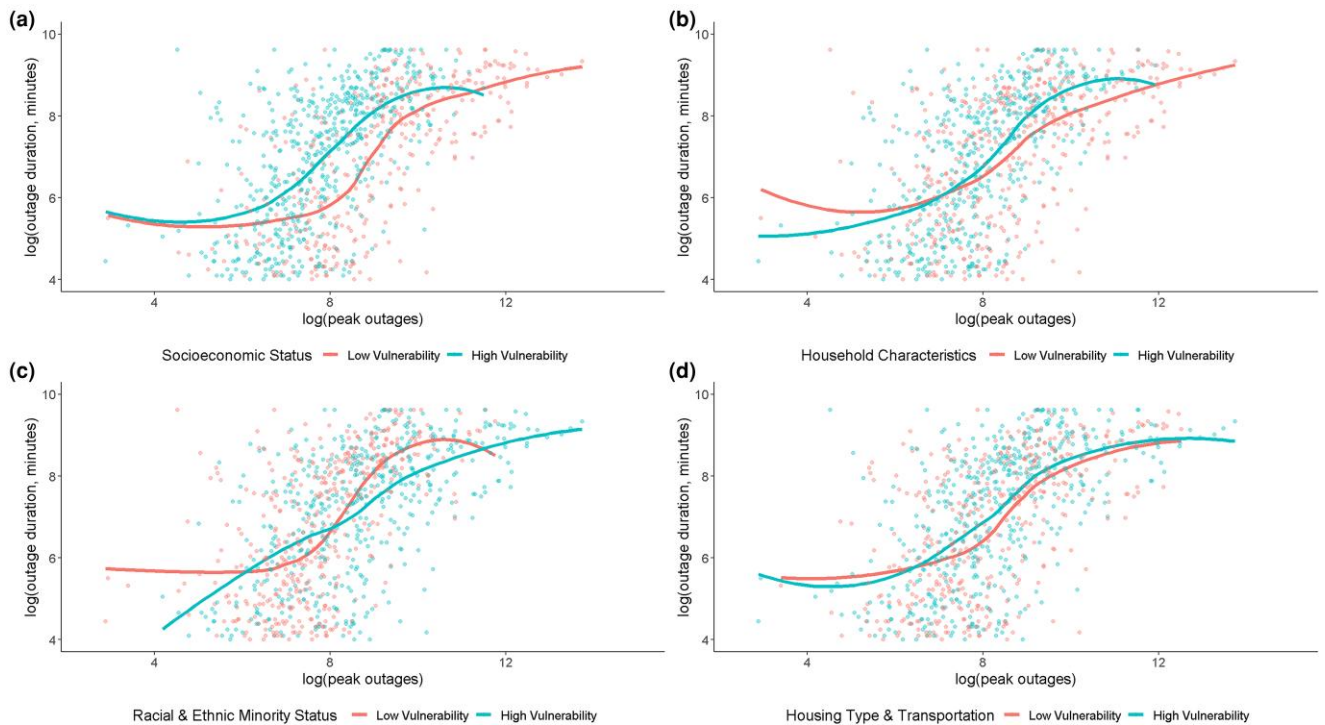 (a)
10
8
6
4
log(outage duration, minutes)
4 8 12
log(peak outages)
Socioeconomic Status Low Vulnerability High Vulnerability
(b)
10
8
6
4
log(outage duration, minutes)
4 8 12
log(peak outages)
Household Characteristics Low Vulnerability High Vulnerability
(c)
10
8
6
4
log(outage duration, minutes)
4 8 12
log(peak outages)
Racial & Ethnic Minority Status Low Vulnerability High Vulnerability
(d)
10
8
6
4
log(outage duration, minutes)
4 8 12
log(peak outages)
Housing Type & Transportation Low Vulnerability High Vulnerability